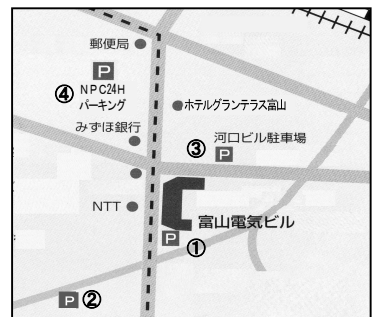 郵便局
P
④ NPC24H
パーキング
ホテルグランテラス富山
みずほ銀行
河口ビル駐車場
③ P
NTT
富山電気ビル
P ①
P ②